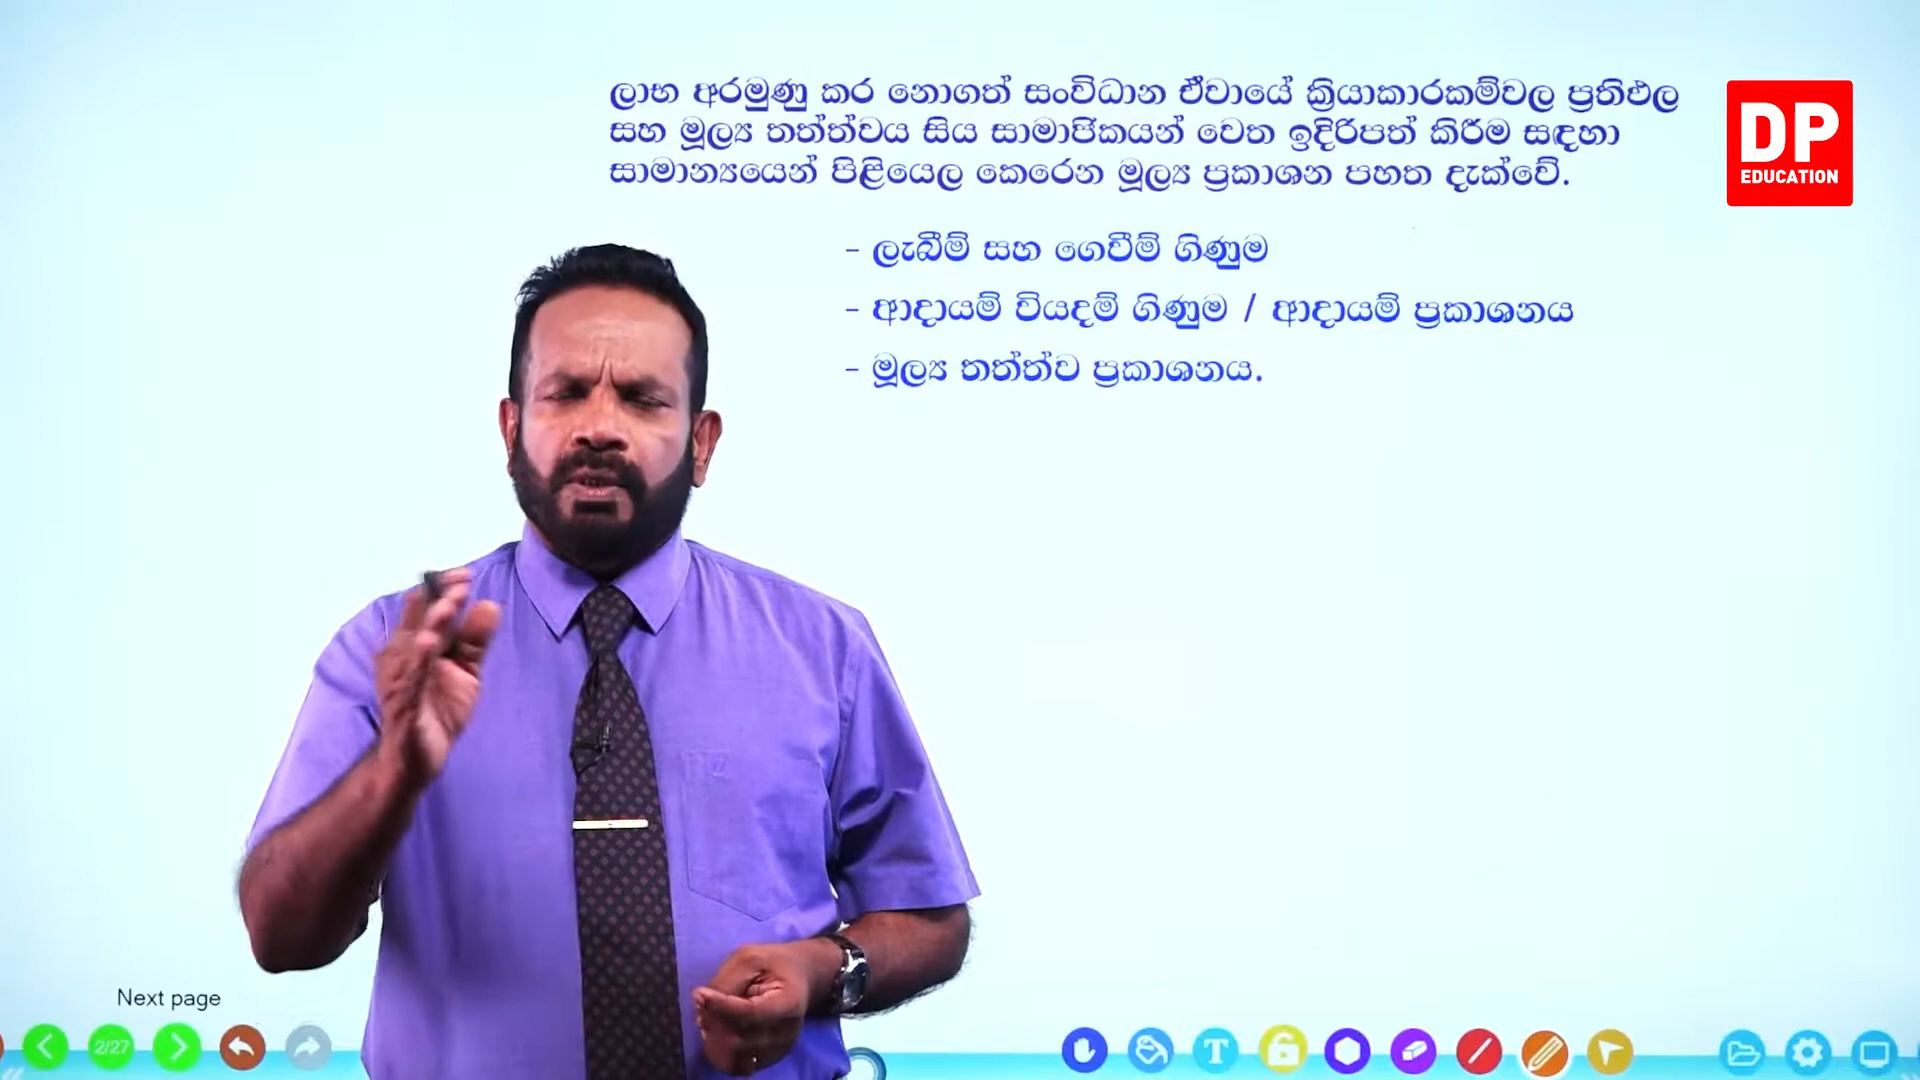 ලාභ අරමුණු කර නොගත් සංවිධාන ඒවායේ ක්‍රියාකාරකම්වල ප්‍රතිඵල
සහ මූල්‍ය තත්ත්වය සිය සාමාජිකයන් වෙත ඉදිරිපත් කිරීම සඳහා
සාමාන්‍යයෙන් පිළියෙල කෙරෙන මූල්‍ය ප්‍රකාශන පහත දැක්වේ.
DP
EDUCATION
- ලැබීම් සහ ගෙවීම් ගිණුම
- ආදායම් වියදම් ගිණුම / ආදායම් ප්‍රකාශනය
- මූල්‍ය තත්ත්ව ප්‍රකාශනය.
Next page
2/27
T